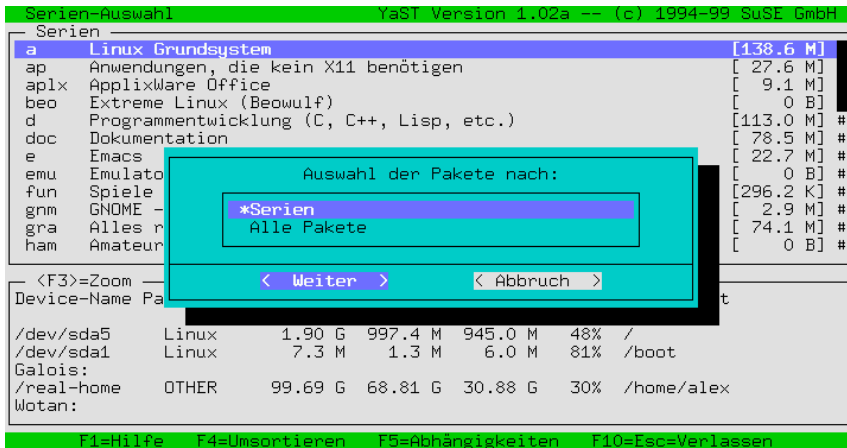 Serien-Auswahl YaST Version 1.02a -- (c) 1994-99 SuSE GmbH
Serien
a Linux Grundsystem [138.6 M]
ap Anwendungen, die kein X11 benötigen [ 27.6 M]
aplx ApplixWare Office [ 9.1 M]
beo Extreme Linux (Beowulf) [ 0 B]
d Programmentwicklung (C, C++, Lisp, etc.) [113.0 M] #
doc Dokumentation [ 78.5 M] #
e Emacs [ 22.7 M] #
emu Emulato [ 0 B] #
fun Spiele [296.2 K] #
gnm GNOME - [ 2.9 M] #
gra Alles r [ 74.1 M] #
ham Amateur [ 0 B] #
Auswahl der Pakete nach:
*Serien
Alle Pakete
< Weiter > < Abbruch >
<F3>=Zoom
Device-Name Pa t
/dev/sda5 Linux 1.90 G 997.4 M 945.0 M 48% /
/dev/sda1 Linux 7.3 M 1.3 M 6.0 M 81% /boot
Galois:
/real-home OTHER 99.69 G 68.81 G 30.88 G 30% /home/alex
Wotan:
F1=Hilfe F4=Umsortieren F5=Abhängigkeiten F10=Esc=Verlassen